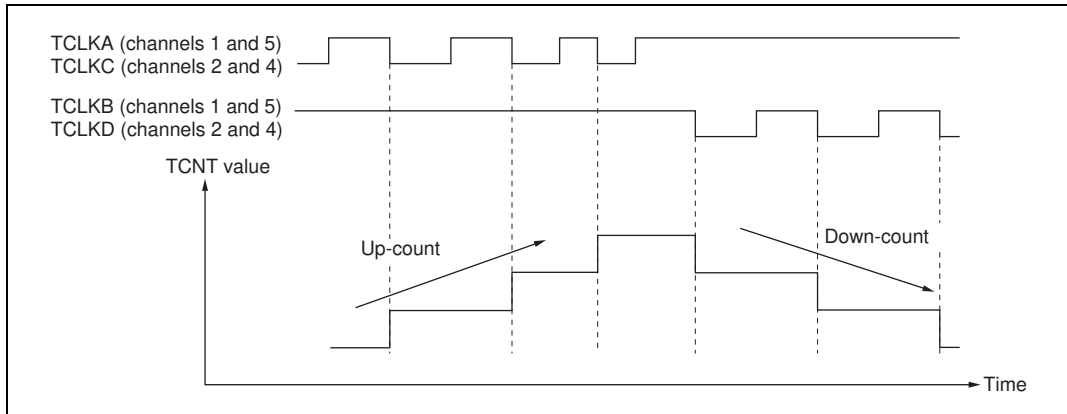 TCLKA (channels 1 and 5)
TCLKC (channels 2 and 4)
TCLKB (channels 1 and 5)
TCLKD (channels 2 and 4)
TCNT value
Up-count
Down-count
Time